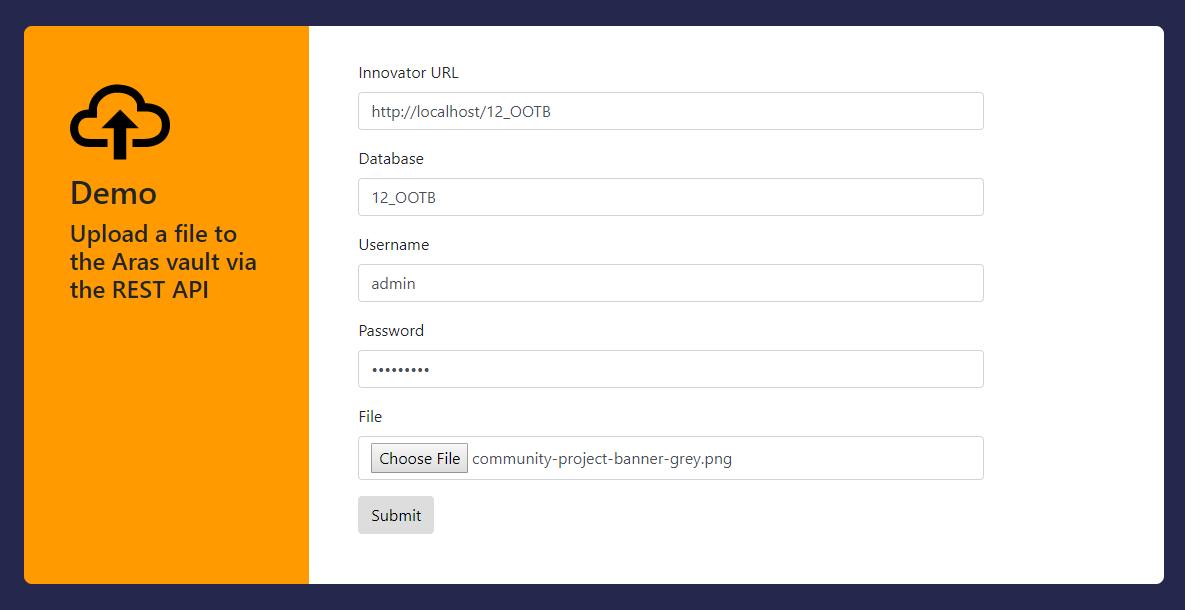 Demo
Upload a file to
the Aras vault via
the REST API
Innovator URL
http://localhost/12_OOTB
Database
12_OOTB
Username
admin
Password
•••••••••
File
Choose File community-project-banner-grey.png
Submit